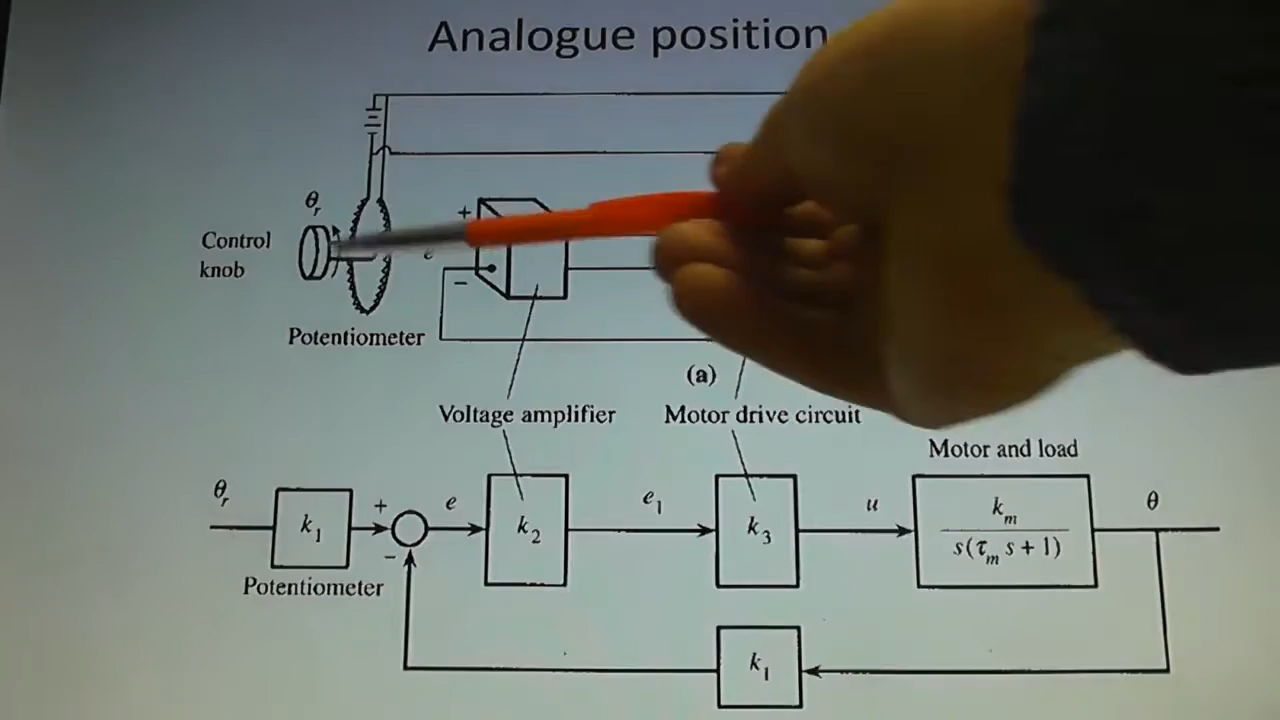 Analogue position
θr
Control
knob
+
e
−
Potentiometer
(a)
Voltage amplifier
Motor drive circuit
Motor and load
θr
k1
+
−
e
k2
e1
k3
u
km
s(τm s + 1)
θ
Potentiometer
k1